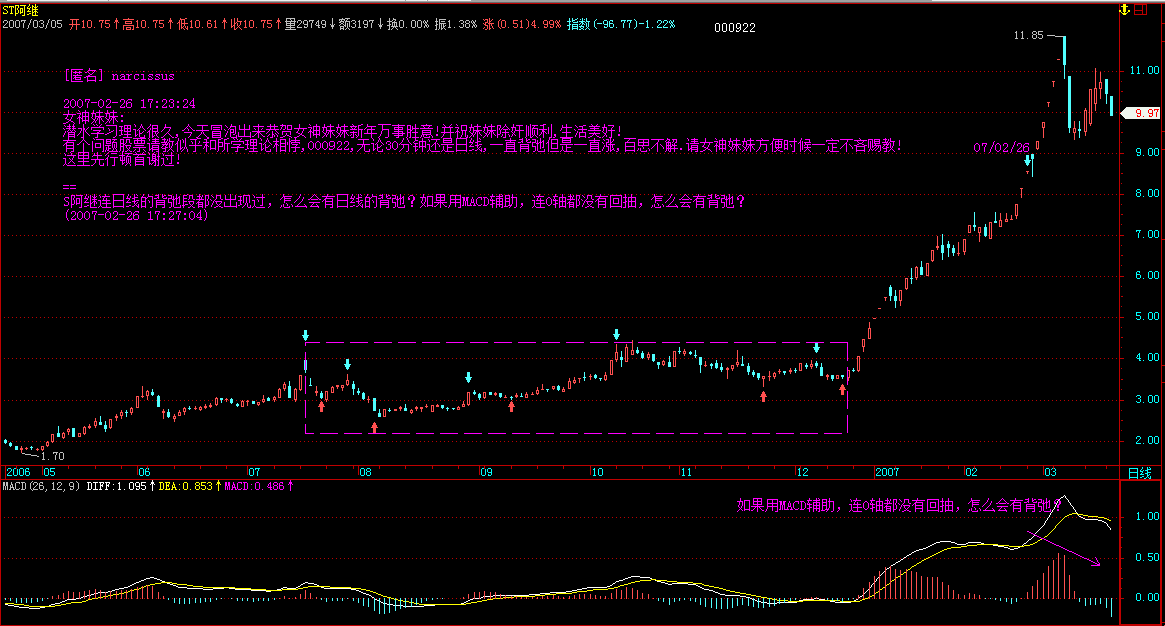 ST阿继
2007/03/05 开10.75↑高10.75↑低10.61↑收10.75↑量29749↓额3197↓换0.00% 振1.38% 涨(0.51)4.99% 指数(-96.77)-1.22%
000922
11.85
[匿名] narcissus
2007-02-26 17:23:24
女神妹妹:
潜水学习理论很久,今天冒泡出来恭贺女神妹妹新年万事胜意!并祝妹妹除奸顺利,生活美好!
有个问题股票请教似乎和所学理论相悖,000922,无论30分钟还是日线,一直背弛但是一直涨,百思不解.请女神妹妹方便时候一定不吝赐教!
这里先行顿首谢过!
==
S阿继连日线的背弛段都没出现过，怎么会有日线的背弛？如果用MACD辅助，连0轴都没有回抽，怎么会有背弛？
(2007-02-26 17:27:04)
07/02/26
11.00
9.97
9.00
8.00
7.00
6.00
5.00
4.00
3.00
2.00
1.70
2006 05 06 07 08 09 10 11 12 2007 02 03 日线
MACD(26,12,9) DIFF:1.095↑DEA:0.853↑MACD:0.486↑
如果用MACD辅助，连0轴都没有回抽，怎么会有背弛？
1.00
0.50
0.00